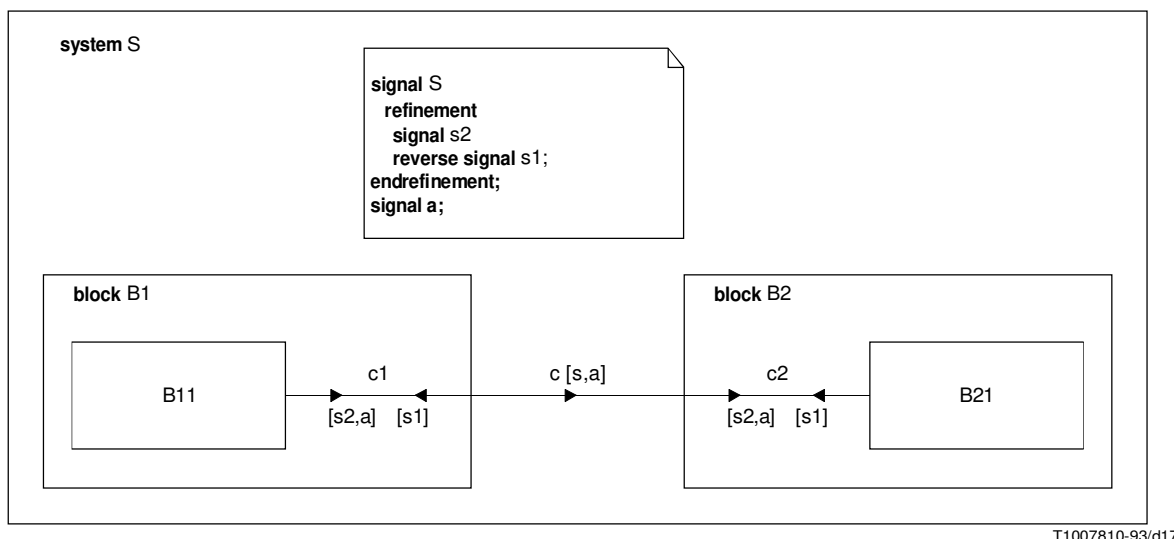 system S
signal S
refinement
signal s2
reverse signal s1;
endrefinement;
signal a;
block B1
block B2
B11
c1
[s2,a] [s1]
c [s,a]
c2
[s2,a] [s1]
B21
T1007810-93/d17